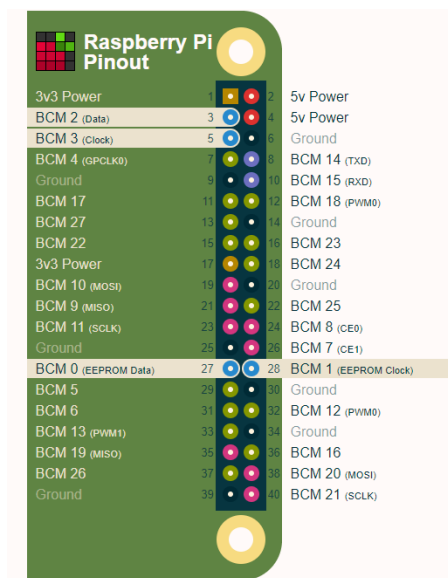 Raspberry Pi
Pinout
3v3 Power 1 2 5v Power
BCM 2 (Data) 3 4 5v Power
BCM 3 (Clock) 5 6 Ground
BCM 4 (GPCLK0) 7 8 BCM 14 (TXD)
Ground 9 10 BCM 15 (RXD)
BCM 17 11 12 BCM 18 (PWM0)
BCM 27 13 14 Ground
BCM 22 15 16 BCM 23
3v3 Power 17 18 BCM 24
BCM 10 (MOSI) 19 20 Ground
BCM 9 (MISO) 21 22 BCM 25
BCM 11 (SCLK) 23 24 BCM 8 (CE0)
Ground 25 26 BCM 7 (CE1)
BCM 0 (EEPROM Data) 27 28 BCM 1 (EEPROM Clock)
BCM 5 29 30 Ground
BCM 6 31 32 BCM 12 (PWM0)
BCM 13 (PWM1) 33 34 Ground
BCM 19 (MISO) 35 36 BCM 16
BCM 26 37 38 BCM 20 (MOSI)
Ground 39 40 BCM 21 (SCLK)